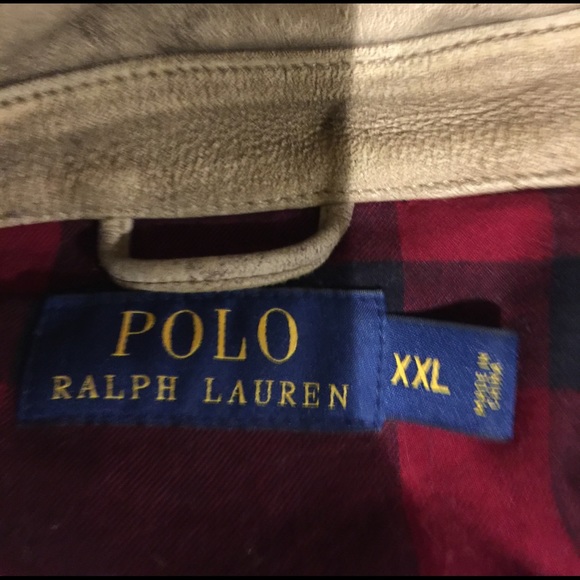 POLO
RALPH LAUREN
XXL
MADE IN
CHINA